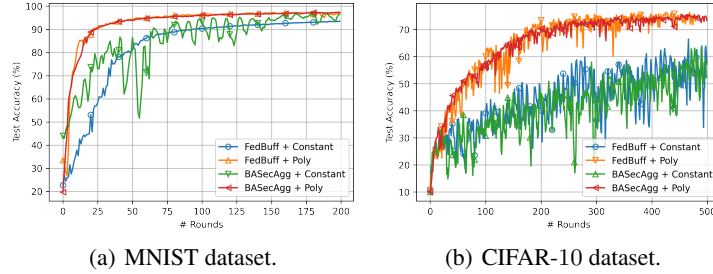 100
90
80
70
60
50
40
30
20
Test Accuracy (%)
FedBuff + Constant
FedBuff + Poly
BASecAgg + Constant
BASecAgg + Poly
0 25 50 75 100 125 150 175 200
# Rounds
(a) MNIST dataset.
80
70
60
50
40
30
20
10
Test Accuracy (%)
FedBuff + Constant
FedBuff + Poly
BASecAgg + Constant
BASecAgg + Poly
0 100 200 300 400 500
# Rounds
(b) CIFAR-10 dataset.